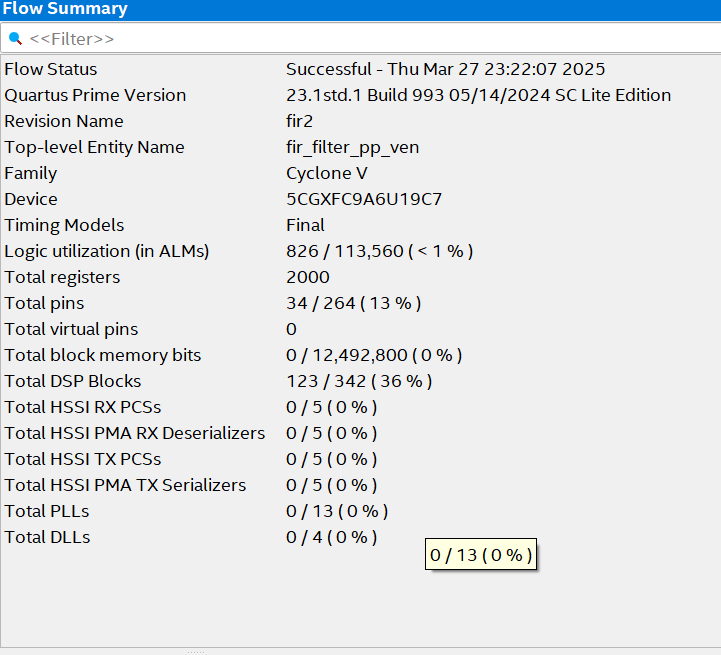 Flow Summary
<<Filter>>
Flow Status Successful - Thu Mar 27 23:22:07 2025
Quartus Prime Version 23.1std.1 Build 993 05/14/2024 SC Lite Edition
Revision Name fir2
Top-level Entity Name fir_filter_pp_ven
Family Cyclone V
Device 5CGXFC9A6U19C7
Timing Models Final
Logic utilization (in ALMs) 826 / 113,560 ( < 1 % )
Total registers 2000
Total pins 34 / 264 ( 13 % )
Total virtual pins 0
Total block memory bits 0 / 12,492,800 ( 0 % )
Total DSP Blocks 123 / 342 ( 36 % )
Total HSSI RX PCSs 0 / 5 ( 0 % )
Total HSSI PMA RX Deserializers 0 / 5 ( 0 % )
Total HSSI TX PCSs 0 / 5 ( 0 % )
Total HSSI PMA TX Serializers 0 / 5 ( 0 % )
Total PLLs 0 / 13 ( 0 % )
Total DLLs 0 / 4 ( 0 % )
0 / 13 ( 0 % )